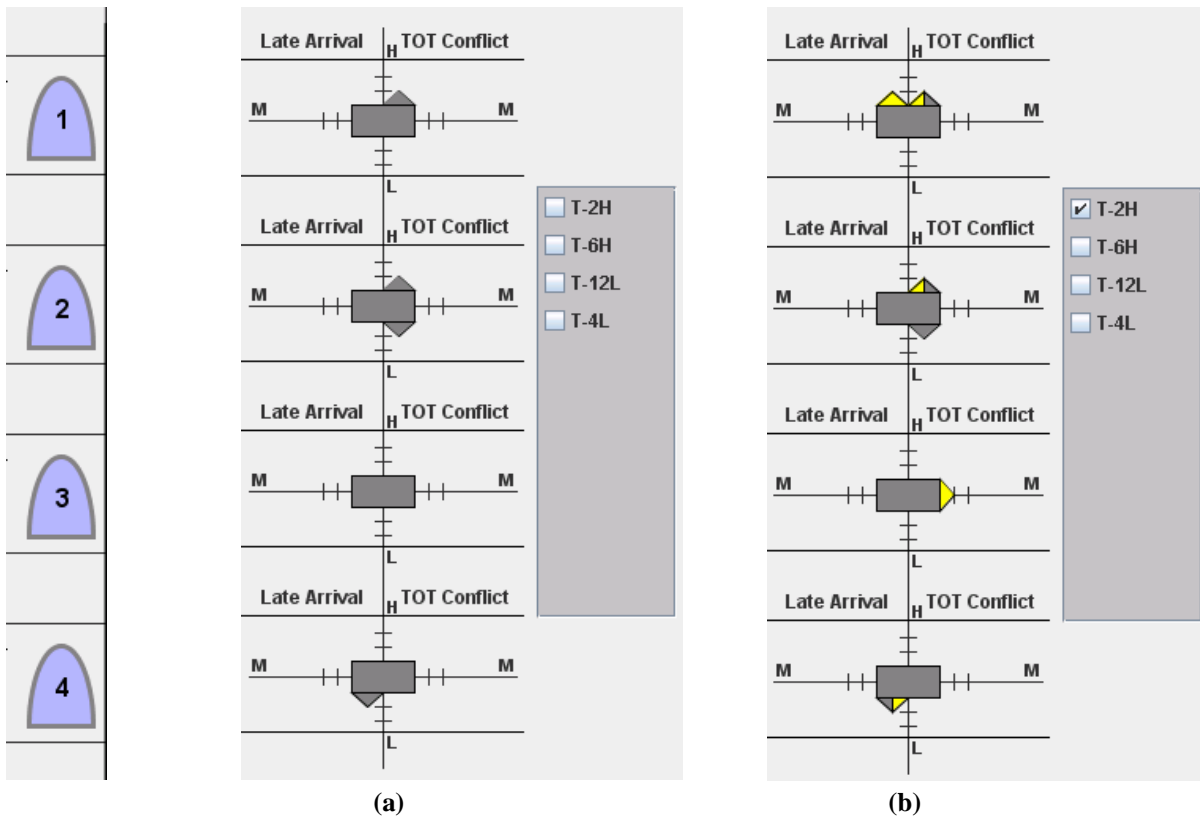 1
2
3
4
Late Arrival H TOT Conflict
M M
L
Late Arrival H TOT Conflict
M M
L
Late Arrival H TOT Conflict
M M
L
Late Arrival H TOT Conflict
M M
L
T-2H
T-6H
T-12L
T-4L
(a)
Late Arrival H TOT Conflict
M M
L
Late Arrival H TOT Conflict
M M
L
Late Arrival H TOT Conflict
M M
L
Late Arrival H TOT Conflict
M M
L
T-2H
T-6H
T-12L
T-4L
(b)